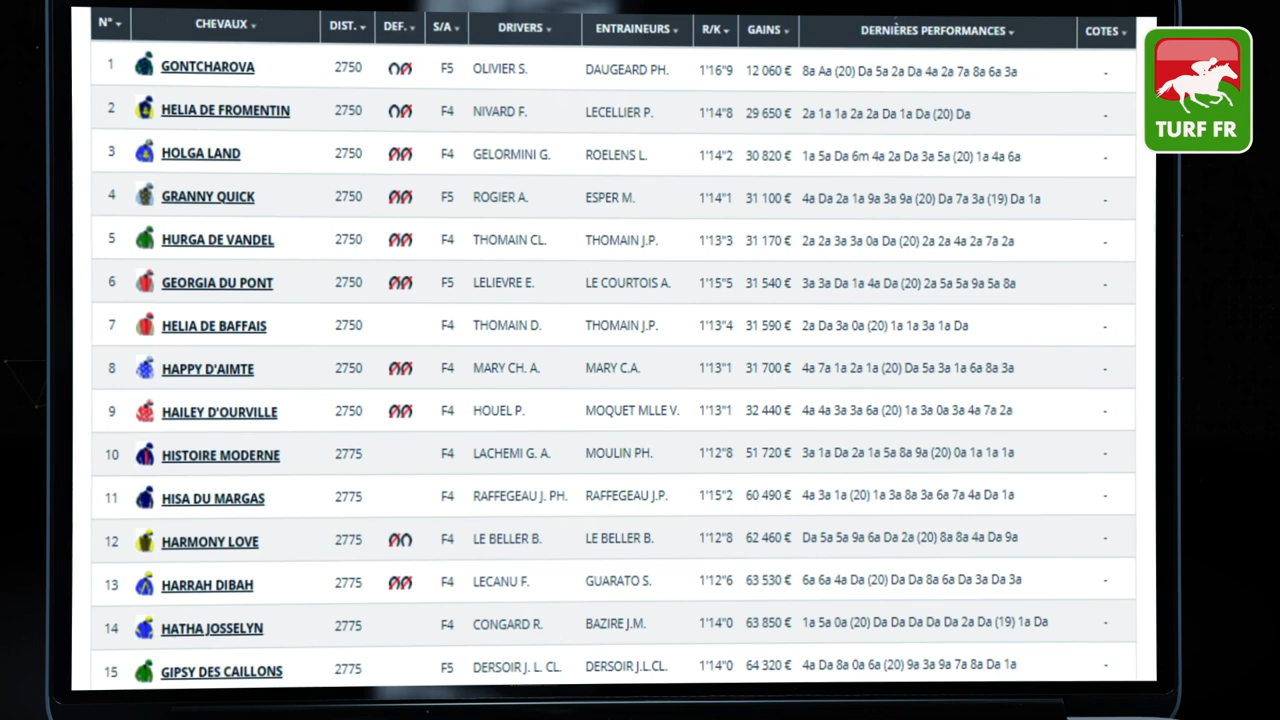 N° CHEVAUX DIST. DEF. S/A DRIVERS ENTRAINEURS R/K GAINS DERNIÈRES PERFORMANCES COTES
1 GONTCHAROVA 2750 F5 OLIVIER S. DAUGEARD PH. 1'16"9 12 060 € 8a Aa (20) Da 5a 2a Da 4a 2a 7a 8a 6a 3a -
2 HELIA DE FROMENTIN 2750 F4 NIVARD F. LECELLIER P. 1'14"8 29 650 € 2a 1a 1a 2a 2a Da 1a Da (20) Da -
3 HOLGA LAND 2750 F4 GELORMINI G. ROELENS L. 1'14"2 30 820 € 1a 5a Da 6m 4a 2a Da 3a 5a (20) 1a 4a 6a -
4 GRANNY QUICK 2750 F5 ROGIER A. ESPER M. 1'14"1 31 100 € 4a Da 2a 1a 9a 3a 9a (20) Da 7a 3a (19) Da 1a -
5 HURGA DE VANDEL 2750 F4 THOMAIN CL. THOMAIN J.P. 1'13"3 31 170 € 2a 2a 3a 3a 0a Da (20) 2a 2a 4a 2a 7a 2a -
6 GEORGIA DU PONT 2750 F5 LELIEVRE E. LE COURTOIS A. 1'15"5 31 540 € 3a 3a Da 1a 4a Da (20) 2a 5a 5a 9a 5a 8a -
7 HELIA DE BAFFAIS 2750 F4 THOMAIN D. THOMAIN J.P. 1'13"4 31 590 € 2a Da 3a 0a (20) 1a 1a 3a 1a Da -
8 HAPPY D'AIMTE 2750 F4 MARY CH. A. MARY C.A. 1'13"1 31 700 € 4a 7a 1a 2a 1a (20) Da 5a 3a 1a 6a 8a 3a -
9 HAILEY D'OURVILLE 2750 F4 HOUEL P. MOQUET MLLE V. 1'13"1 32 440 € 4a 4a 3a 3a 6a (20) 1a 3a 0a 3a 4a 7a 2a -
10 HISTOIRE MODERNE 2775 F4 LACHEMI G. A. MOULIN PH. 1'12"8 51 720 € 3a 1a Da 2a 1a 5a 8a 9a (20) 0a 1a 1a 1a -
11 HISA DU MARGAS 2775 F4 RAFFEGEAU J. PH. RAFFEGEAU J.P. 1'15"2 60 490 € 4a 3a 1a (20) 1a 3a 8a 3a 6a 7a 4a Da 1a -
12 HARMONY LOVE 2775 F4 LE BELLER B. LE BELLER B. 1'12"8 62 460 € Da 5a 5a 9a 6a Da 2a (20) 8a 8a 4a Da 9a -
13 HARRAH DIBAH 2775 F4 LECANU F. GUARATO S. 1'12"6 63 530 € 6a 6a 4a Da (20) Da Da 8a 6a Da 3a Da 3a -
14 HATHA JOSSELYN 2775 F4 CONGARD R. BAZIRE J.M. 1'14"0 63 850 € 1a 5a 0a (20) Da Da Da Da Da 2a Da (19) 1a Da -
15 GIPSY DES CAILLONS 2775 F5 DERSOIR J. L. CL. DERSOIR J.L.CL. 1'14"0 64 320 € 4a Da 8a 0a 6a (20) 9a 3a 9a 7a 8a Da 1a -
TURF FR